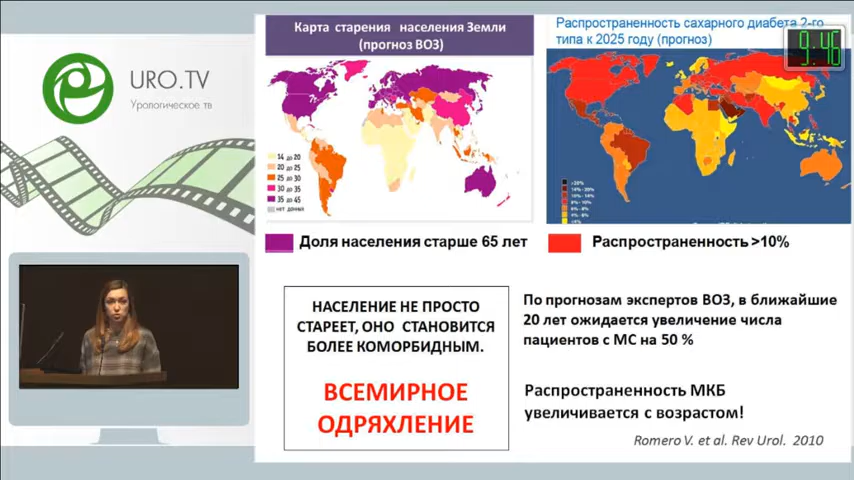 URO.TV
Урологическое тв
Карта старения населения Земли
(прогноз ВОЗ)
14 до 20
20 до 25
25 до 30
30 до 35
35 до 45
нет данных
Доля населения старше 65 лет
Распространенность сахарного диабета 2-го
типа к 2025 году (прогноз)
9:46
Распространенность >10%
НАСЕЛЕНИЕ НЕ ПРОСТО
СТАРЕЕТ, ОНО СТАНОВИТСЯ
БОЛЕЕ КОМОРБИДНЫМ.
ВСЕМИРНОЕ
ОДРЯХЛЕНИЕ
По прогнозам экспертов ВОЗ, в ближайшие
20 лет ожидается увеличение числа
пациентов с МС на 50 %
Распространенность МКБ
увеличивается с возрастом!
Romero V. et al. Rev Urol. 2010